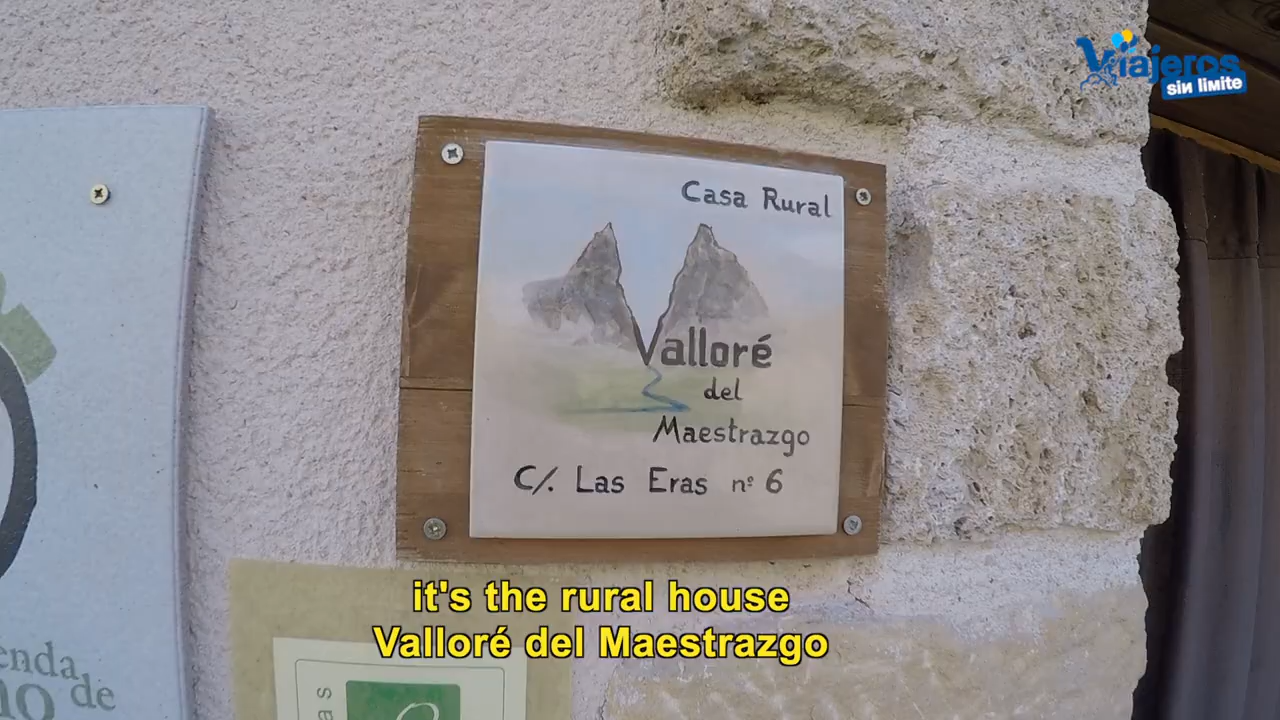 Viajeros
sin limite
Casa Rural
Valloré
del
Maestrazgo
C/. Las Eras nº 6
it's the rural house
Valloré del Maestrazgo
de